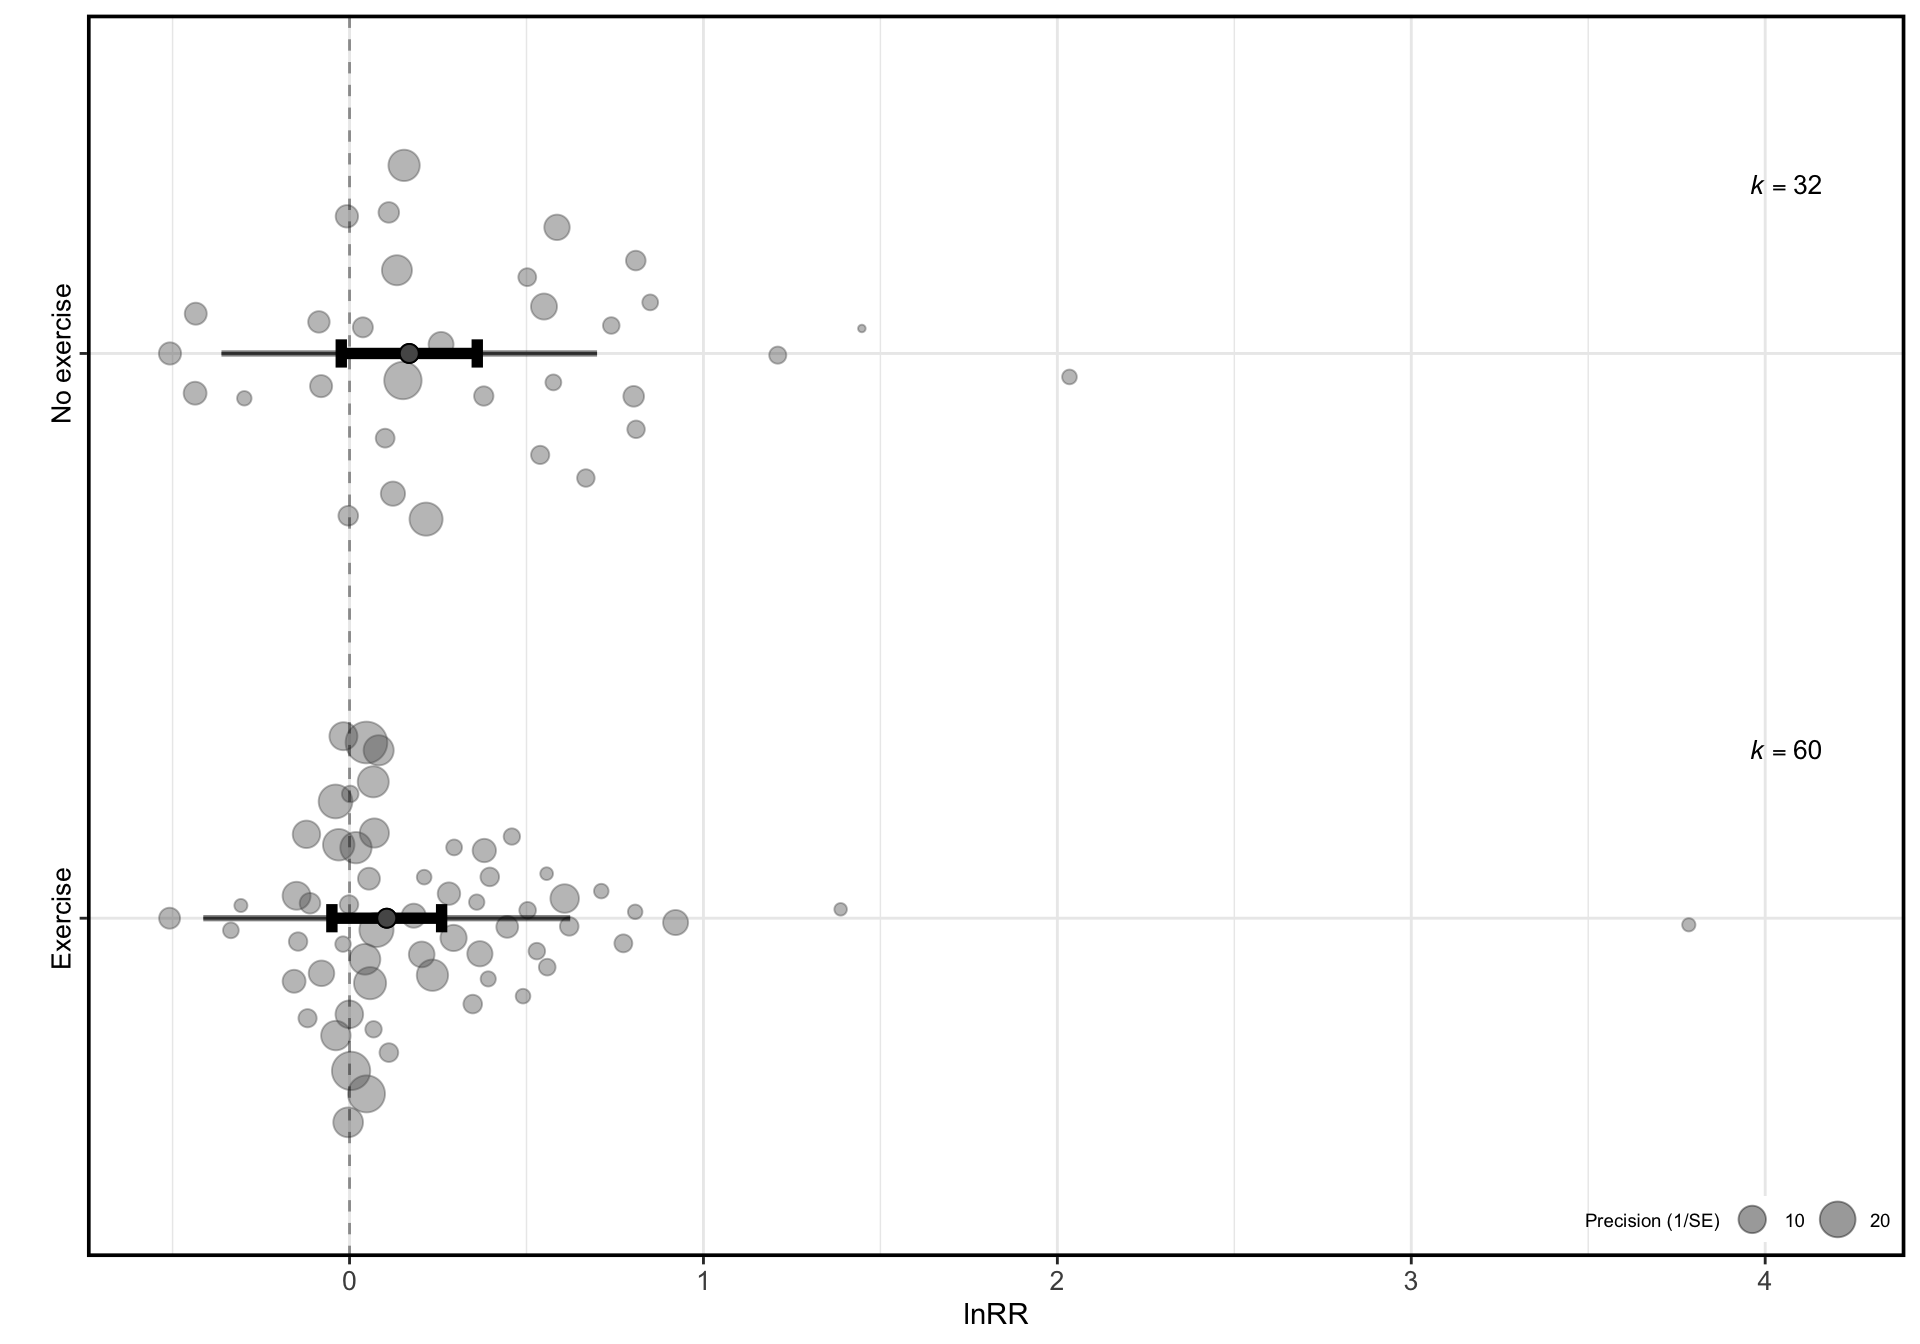 k = 32
No exercise
k = 60
Exercise
Precision (1/SE) 10 20
0 1 2 3 4
lnRR